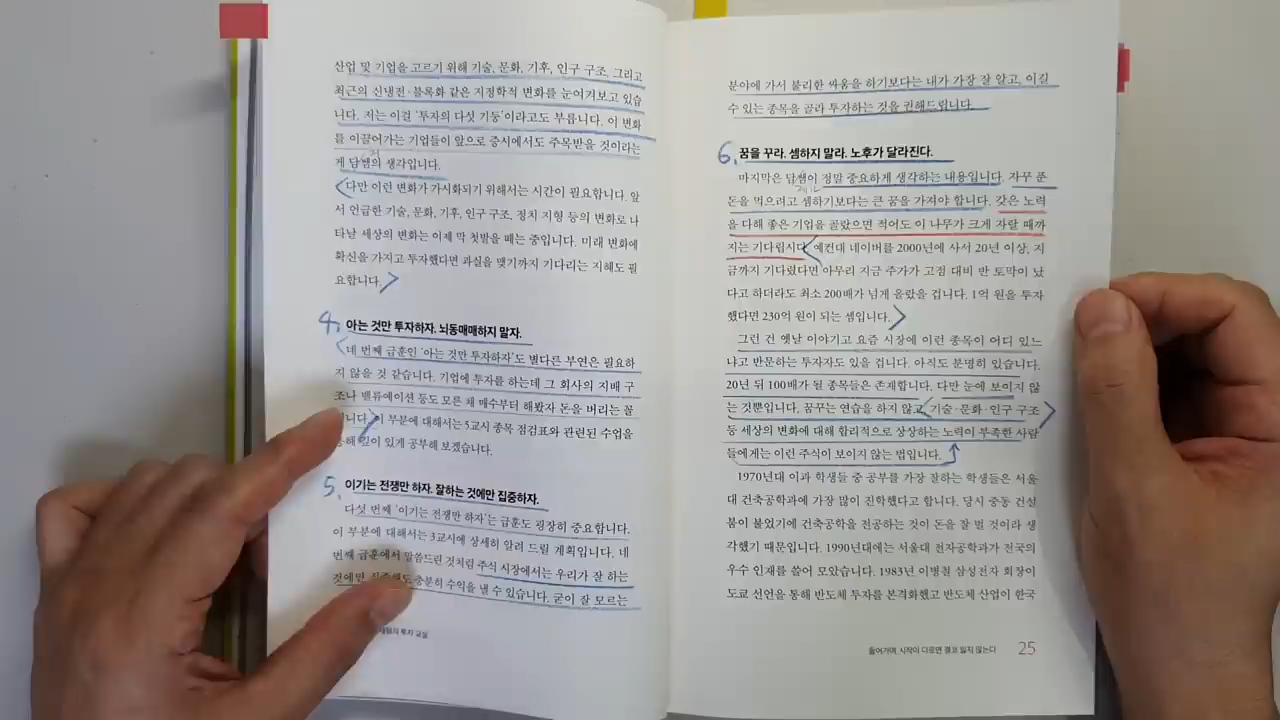 산업 및 기업을 고르기 위해 기술, 문화, 기후, 인구 구조, 그리고
최근의 신냉전·블록화 같은 지정학적 변화를 눈여겨보고 있습
니다. 저는 이걸 '투자의 다섯 기둥'이라고도 부릅니다. 이 변화
를 이끌어가는 기업들이 앞으로 증시에서도 주목받을 것이라는
게 담쌤의 생각입니다.
다만 이런 변화가 가시화되기 위해서는 시간이 필요합니다. 앞
서 언급한 기술, 문화, 기후, 인구 구조, 정치 지형 등의 변화로 나
타날 세상의 변화는 이제 막 첫발을 떼는 중입니다. 미래 변화에
확신을 가지고 투자했다면 과실을 맺기까지 기다리는 지혜도 필
요합니다.
4. 아는 것만 투자하자. 뇌동매매하지 말자.
네 번째 급훈인 '아는 것만 투자하자'도 별다른 부연은 필요하
지 않을 것 같습니다. 기업에 투자를 하는데 그 회사의 지배 구
조나 밸류에이션 등도 모른 채 매수부터 해봤자 돈을 버리는 꼴
입니다. 이 부분에 대해서는 5교시 종목 점검표와 관련된 수업을
통해 깊이 있게 공부해 보겠습니다.
5. 이기는 전쟁만 하자. 잘하는 것에만 집중하자.
다섯 번째 '이기는 전쟁만 하자'는 급훈도 굉장히 중요합니다.
이 부분에 대해서는 3교시에 상세히 알려 드릴 계획입니다. 네
번째 급훈에서 말씀드린 것처럼 주식 시장에서는 우리가 잘 하는
것에만 집중해도 충분히 수익을 낼 수 있습니다. 굳이 잘 모르는
투자 교실
분야에 가서 불리한 싸움을 하기보다는 내가 가장 잘 알고, 이길
수 있는 종목을 골라 투자하는 것을 권해드립니다.
6. 꿈을 꾸라. 셈하지 말라. 노후가 달라진다.
마지막은 담쌤이 정말 중요하게 생각하는 내용입니다. 자꾸 푼
돈을 먹으려고 셈하기보다는 큰 꿈을 가져야 합니다. 갖은 노력
을 다해 좋은 기업을 골랐으면 적어도 이 나무가 크게 자랄 때까
지는 기다립시다. 예컨대 네이버를 2000년에 사서 20년 이상, 지
금까지 기다렸다면 아무리 지금 주가가 고점 대비 반 토막이 났
다고 하더라도 최소 200배가 넘게 올랐을 겁니다. 1억 원을 투자
했다면 230억 원이 되는 셈입니다.
그런 건 옛날 이야기고 요즘 시장에 이런 종목이 어디 있느
냐고 반문하는 투자자도 있을 겁니다. 아직도 분명히 있습니다.
20년 뒤 100배가 될 종목들은 존재합니다. 다만 눈에 보이지 않
는 것뿐입니다. 꿈꾸는 연습을 하지 않고 기술·문화·인구 구조
등 세상의 변화에 대해 합리적으로 상상하는 노력이 부족한 사람
들에게는 이런 주식이 보이지 않는 법입니다.
1970년대 이과 학생들 중 공부를 가장 잘하는 학생들은 서울
대 건축공학과에 가장 많이 진학했다고 합니다. 당시 중동 건설
붐이 불었기에 건축공학을 전공하는 것이 돈을 잘 벌 것이라 생
각했기 때문입니다. 1990년대에는 서울대 전자공학과가 전국의
우수 인재를 쓸어 모았습니다. 1983년 이병철 삼성전자 회장이
도쿄 선언을 통해 반도체 투자를 본격화했고 반도체 산업이 한국
들어가며. 시작이 다르면 결코 잃지 않는다 25